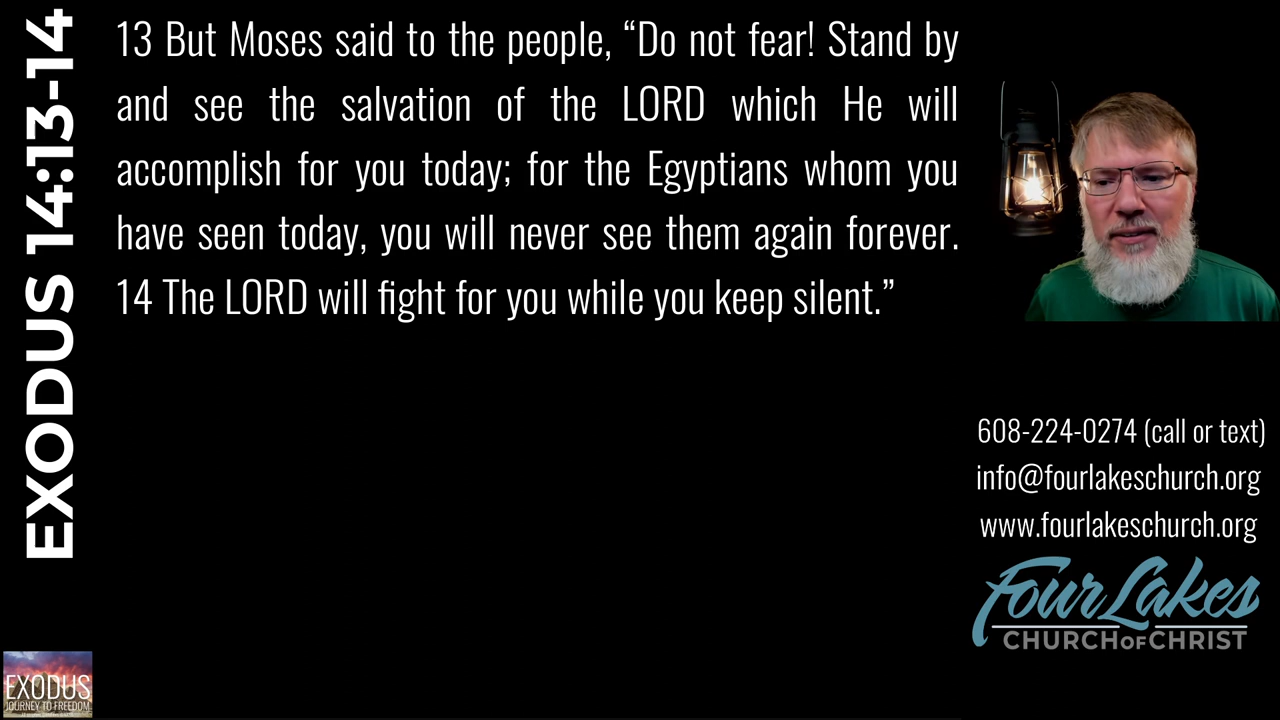 EXODUS 14:13-14
13 But Moses said to the people, “Do not fear! Stand by
and see the salvation of the LORD which He will
accomplish for you today; for the Egyptians whom you
have seen today, you will never see them again forever.
14 The LORD will fight for you while you keep silent.”
608-224-0274 (call or text)
info@fourlakeschurch.org
www.fourlakeschurch.org
Four Lakes
CHURCH OF CHRIST
EXODUS
JOURNEY TO FREEDOM